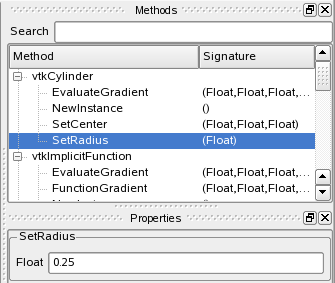 Methods
Search
Method Signature
vtkCylinder
EvaluateGradient (Float,Float,Float,...
NewInstance ()
SetCenter (Float,Float,Float)
SetRadius (Float)
vtkImplicitFunction
EvaluateGradient (Float,Float,Float,...
FunctionGradient (Float,Float,Float,...
Properties
SetRadius
Float 0.25